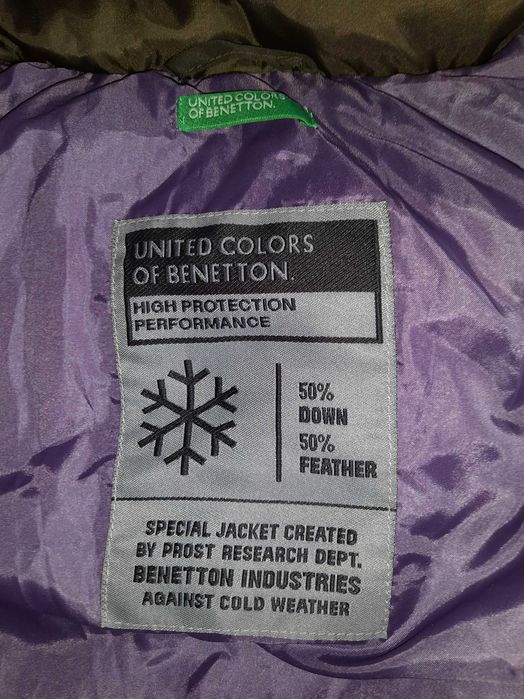 UNITED COLORS
OF BENETTON.
UNITED COLORS
OF BENETTON.
HIGH PROTECTION
PERFORMANCE
50%
DOWN
50%
FEATHER
SPECIAL JACKET CREATED
BY PROST RESEARCH DEPT.
BENETTON INDUSTRIES
AGAINST COLD WEATHER